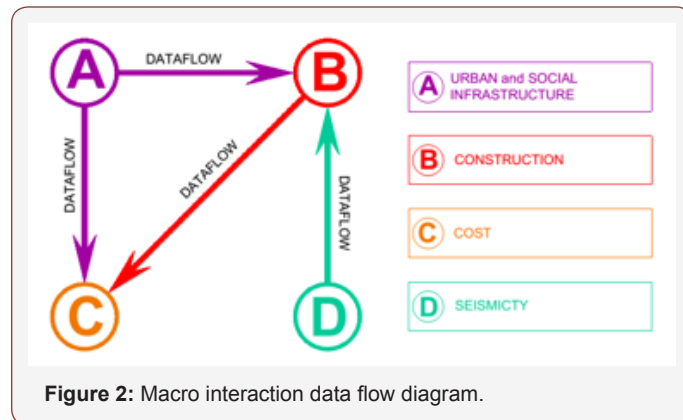 A
DATAFLOW
B
DATAFLOW
DATAFLOW
DATAFLOW
C
D
A URBAN and SOCIAL
INFRASTRUCTURE
B CONSTRUCTION
C COST
D SEISMICTY
Figure 2: Macro interaction data flow diagram.